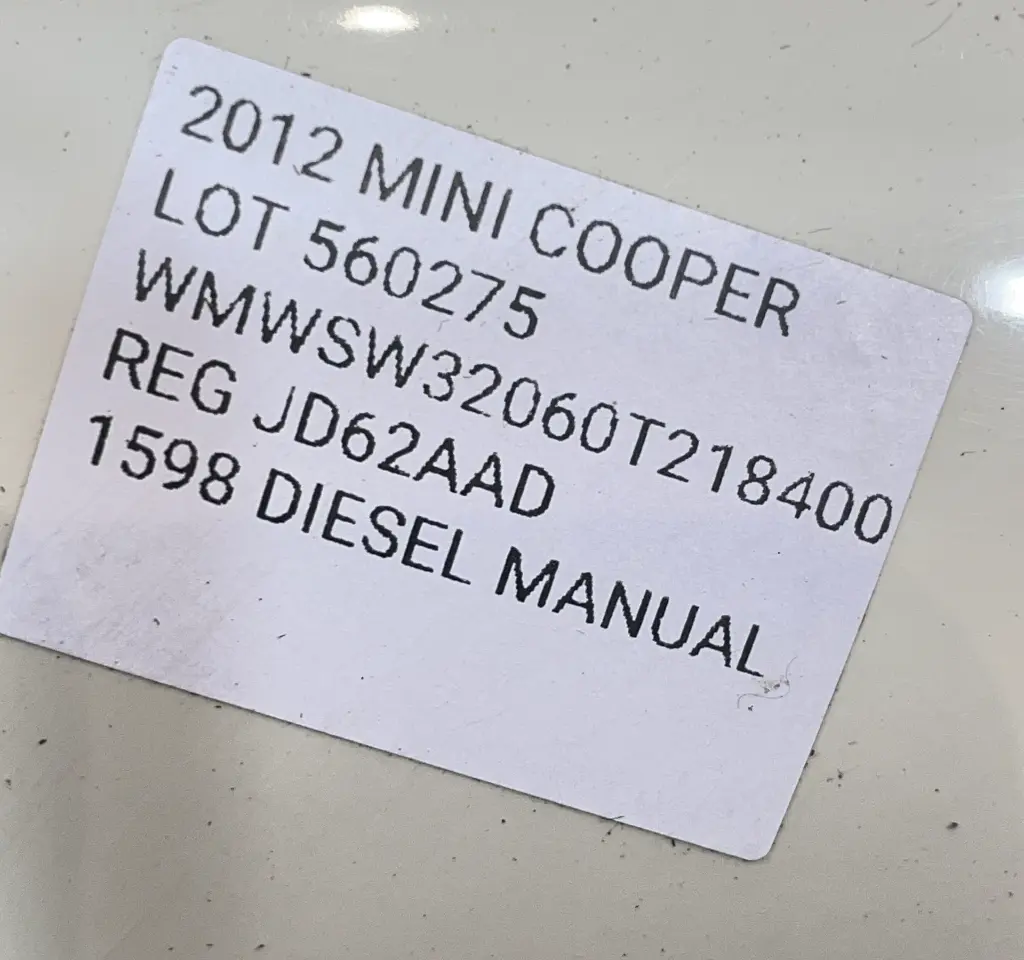 2012 MINI COOPER
LOT 560275
WMWSW32060T218400
REG JD62AAD
1598 DIESEL MANUAL